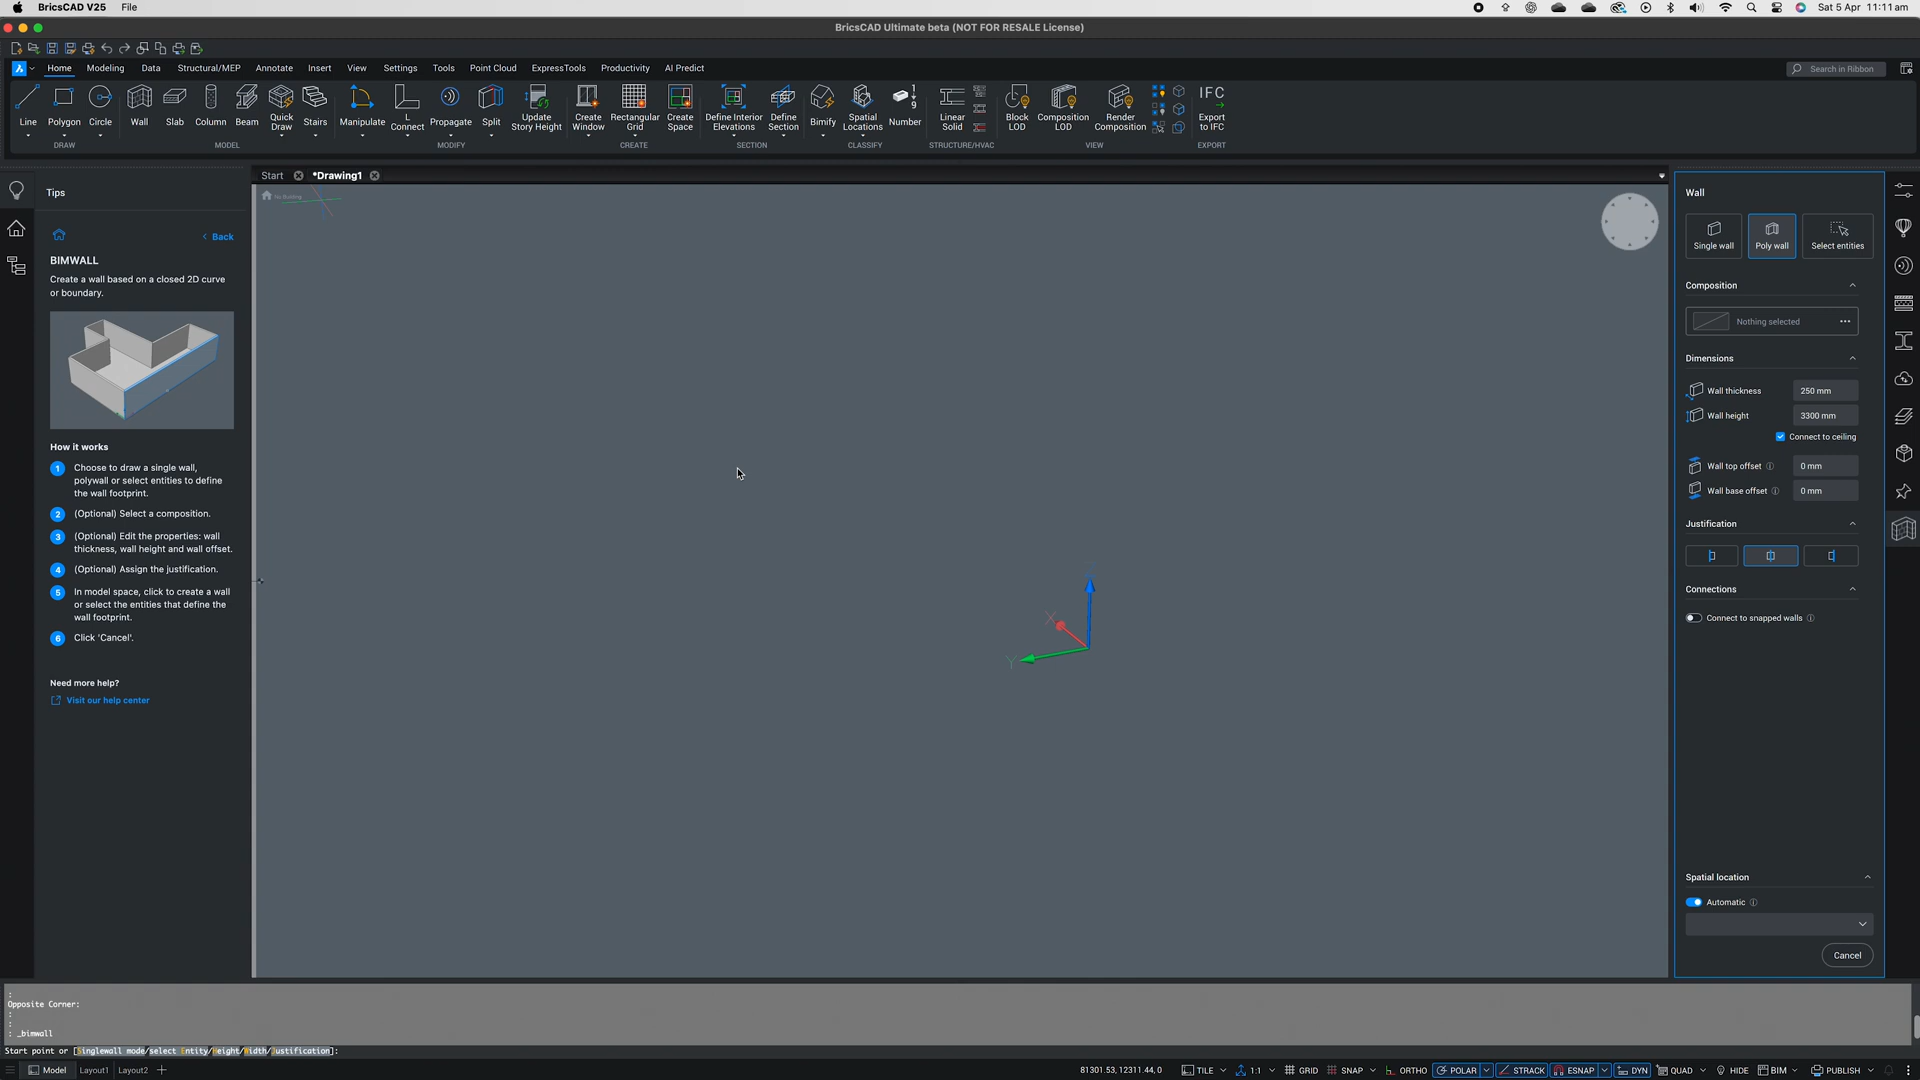 BricsCAD V25 File Sat 5 Apr 11:11 am
BricsCAD Ultimate beta (NOT FOR RESALE License)
Home Modeling Data Structural/MEP Annotate Insert View Settings Tools Point Cloud ExpressTools Productivity AI Predict Search in Ribbon
Line Polygon Circle Wall Slab Column Beam Quick Draw Stairs Manipulate L Connect Propagate Split Update Story Height Create Window Rectangular Grid Create Space Define Interior Elevations Define Section Bimify Spatial Locations Number Linear Solid Block LOD Composition LOD Render Composition IFC Export to IFC
DRAW MODEL MODIFY CREATE SECTION CLASSIFY STRUCTURE/HVAC VIEW EXPORT
Start *Drawing1
Tips
Back
BIMWALL
Create a wall based on a closed 2D curve
or boundary.
How it works
1 Choose to draw a single wall,
polywall or select entities to define
the wall footprint.
2 (Optional) Select a composition.
3 (Optional) Edit the properties: wall
thickness, wall height and wall offset.
4 (Optional) Assign the justification.
5 In model space, click to create a wall
or select the entities that define the
wall footprint.
6 Click 'Cancel'.
Need more help?
Visit our help center
X
Y
Wall
Single wall Poly wall Select entities
Composition
Nothing selected
Dimensions
Wall thickness 250 mm
Wall height 3300 mm
Connect to ceiling
Wall top offset 0 mm
Wall base offset 0 mm
Justification
Connections
Connect to snapped walls
Spatial location
Automatic
Cancel
:
Opposite Corner:
:
:
: _bimwall
Start point or [Singlewall mode/select Entity/Height/Width/Justification]:
Model Layout1 Layout2 81301.53, 12311.44, 0 TILE 1:1 GRID SNAP ORTHO POLAR STRACK ESNAP DYN QUAD HIDE BIM PUBLISH